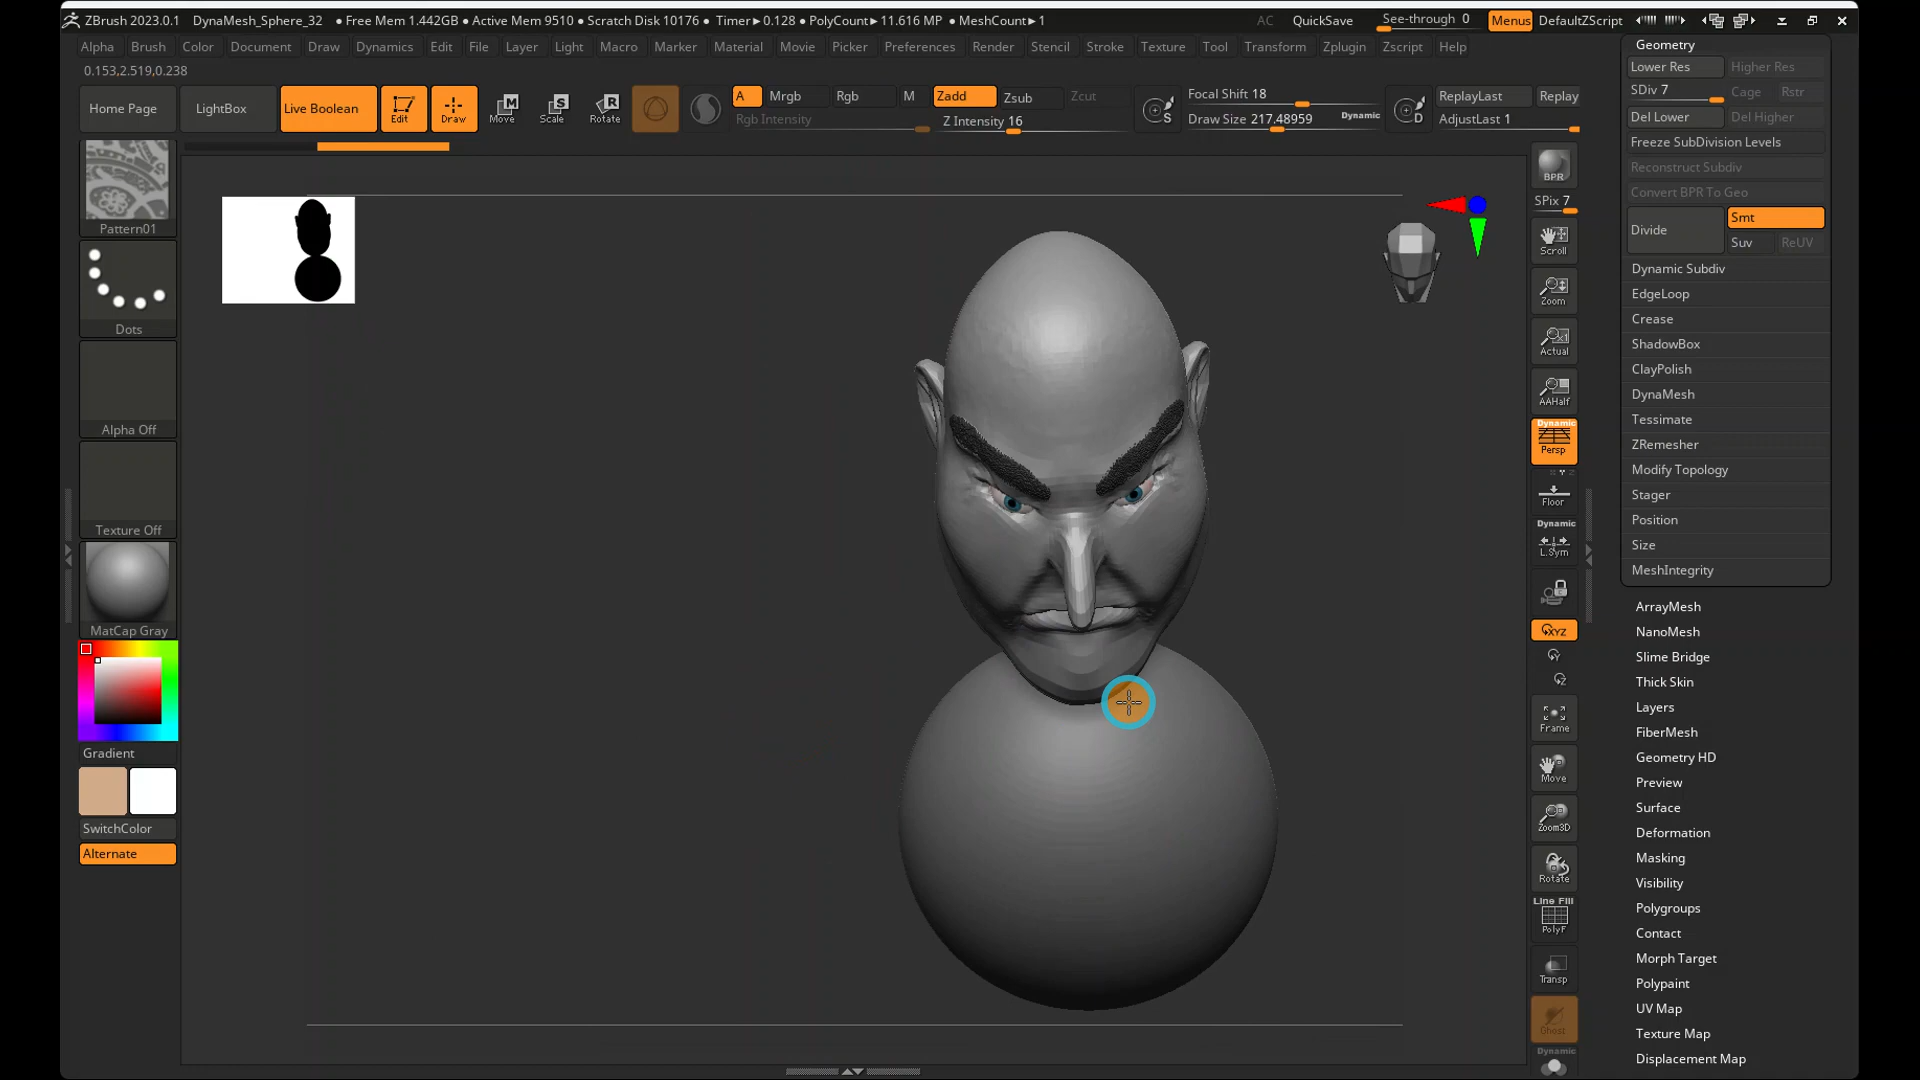 ZBrush 2023.0.1 DynaMesh_Sphere_32 ● Free Mem 1.442GB ● Active Mem 9510 ● Scratch Disk 10176 ● Timer►0.128 ● PolyCount►11.616 MP ● MeshCount►1 AC QuickSave See-through 0 Menus DefaultZScript
Alpha Brush Color Document Draw Dynamics Edit File Layer Light Macro Marker Material Movie Picker Preferences Render Stencil Stroke Texture Tool Transform Zplugin Zscript Help
0.153,2.519,0.238
Home Page LightBox Live Boolean Edit Draw Move Scale Rotate
M S R
A Mrgb Rgb M Zadd Zsub Zcut
Rgb Intensity Z Intensity 16
S Focal Shift 18
Draw Size 217.48959 Dynamic D
ReplayLast Replay
AdjustLast 1
Pattern01
Dots
Alpha Off
Texture Off
MatCap Gray
Gradient
SwitchColor
Alternate
BPR
SPix 7
Scroll
Zoom
Actual
AAHalf
Dynamic
Persp
Floor
Dynamic
L.Sym
XYZ
Y
Z
Frame
Move
Zoom3D
Rotate
Line Fill
PolyF
Transp
Ghost
Dynamic
Geometry
Lower Res Higher Res
SDiv 7 Cage Rstr
Del Lower Del Higher
Freeze SubDivision Levels
Reconstruct Subdiv
Convert BPR To Geo
Divide Smt
Suv ReUV
Dynamic Subdiv
EdgeLoop
Crease
ShadowBox
ClayPolish
DynaMesh
Tessimate
ZRemesher
Modify Topology
Stager
Position
Size
MeshIntegrity
ArrayMesh
NanoMesh
Slime Bridge
Thick Skin
Layers
FiberMesh
Geometry HD
Preview
Surface
Deformation
Masking
Visibility
Polygroups
Contact
Morph Target
Polypaint
UV Map
Texture Map
Displacement Map